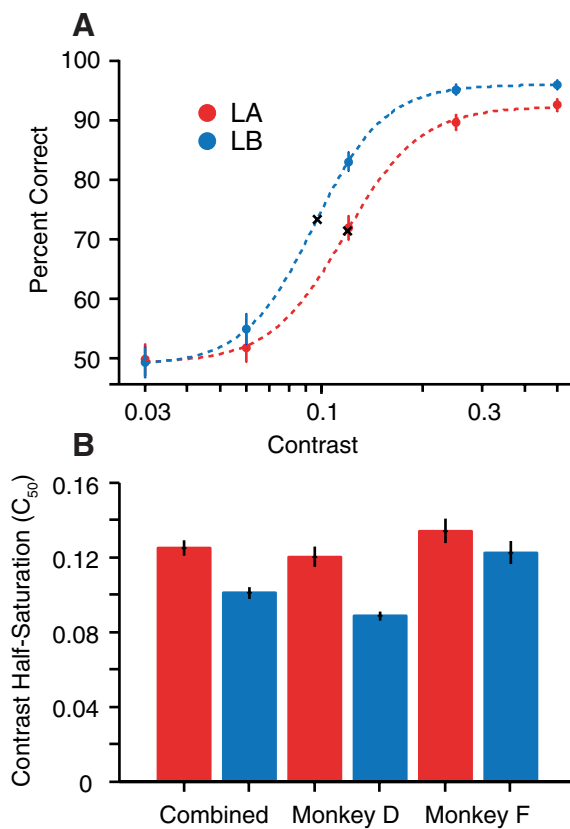 A
100
90
80
70
60
50
Percent Correct
LA
LB
0.03 0.1 0.3
Contrast
B
0.16
0.12
0.08
0.04
0
Contrast Half-Saturation (C50)
Combined Monkey D Monkey F